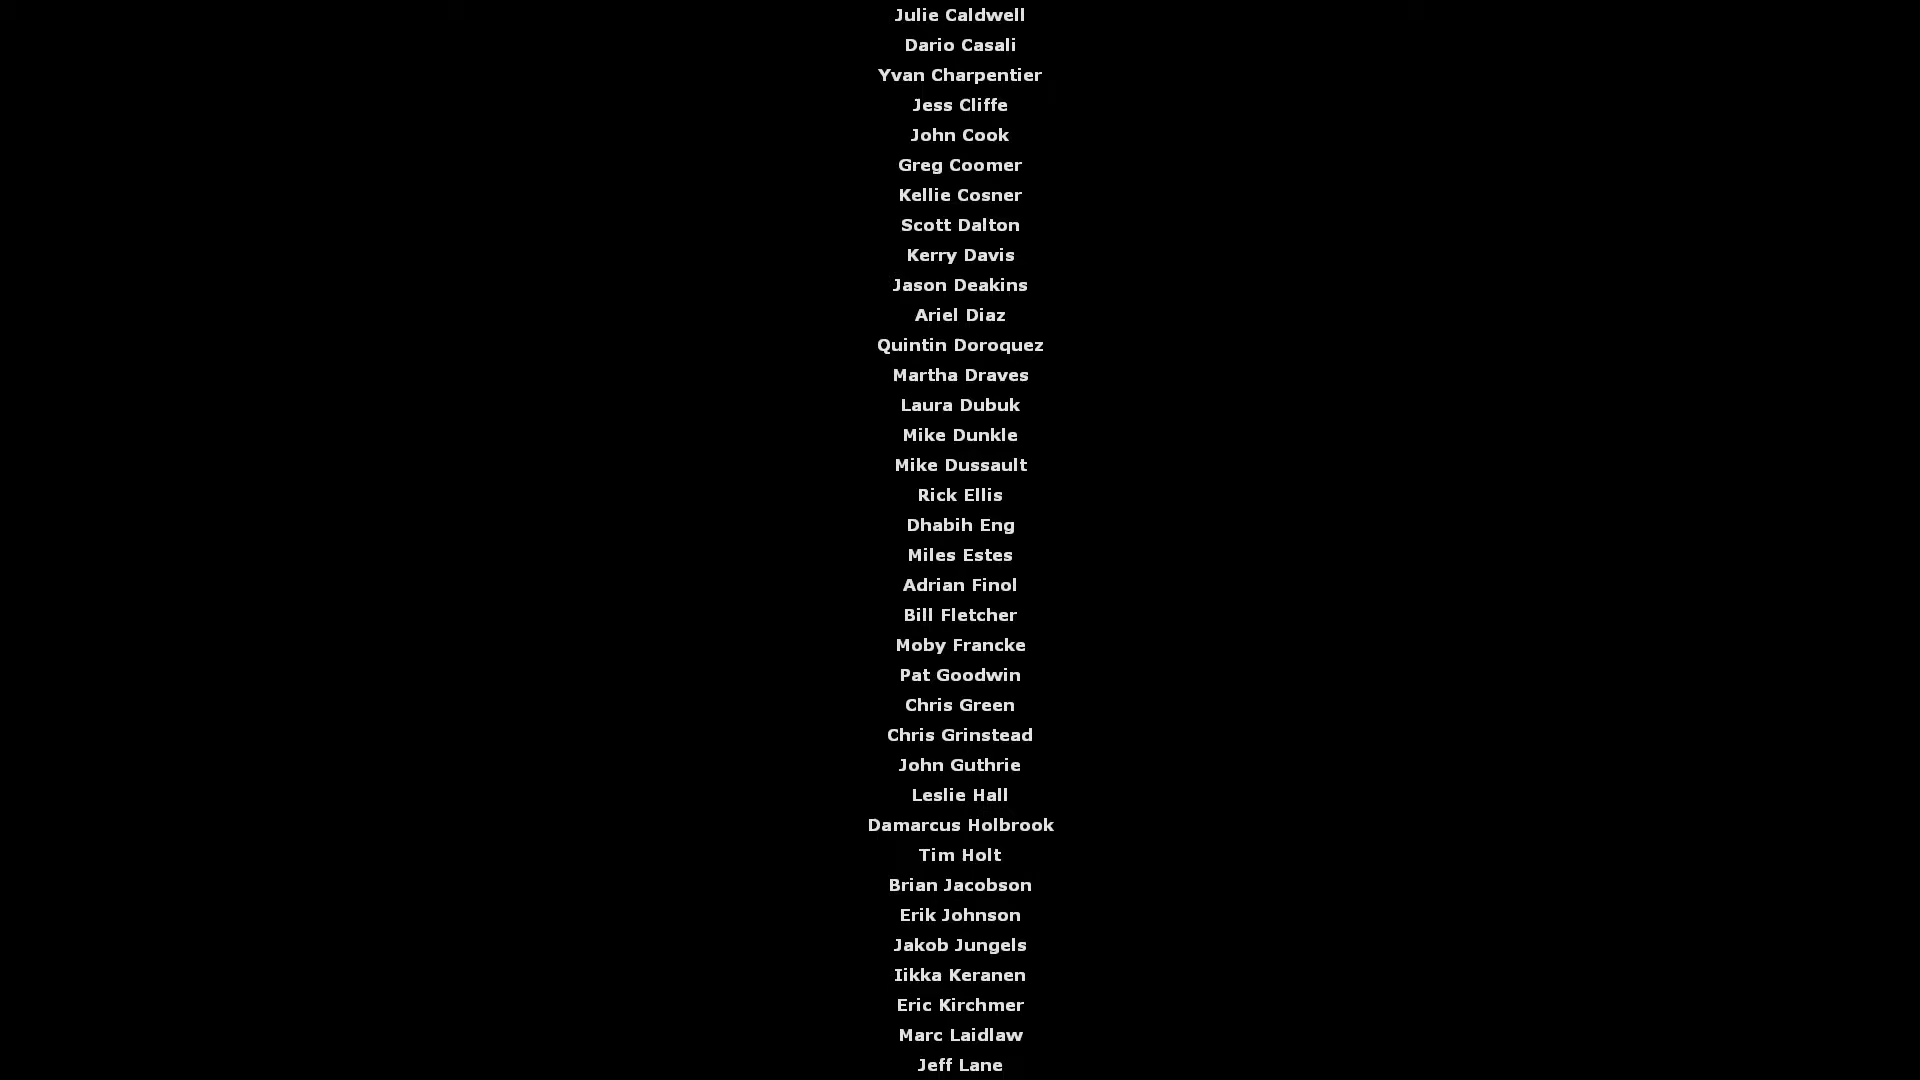 Julie Caldwell
Dario Casali
Yvan Charpentier
Jess Cliffe
John Cook
Greg Coomer
Kellie Cosner
Scott Dalton
Kerry Davis
Jason Deakins
Ariel Diaz
Quintin Doroquez
Martha Draves
Laura Dubuk
Mike Dunkle
Mike Dussault
Rick Ellis
Dhabih Eng
Miles Estes
Adrian Finol
Bill Fletcher
Moby Francke
Pat Goodwin
Chris Green
Chris Grinstead
John Guthrie
Leslie Hall
Damarcus Holbrook
Tim Holt
Brian Jacobson
Erik Johnson
Jakob Jungels
Iikka Keranen
Eric Kirchmer
Marc Laidlaw
Jeff Lane